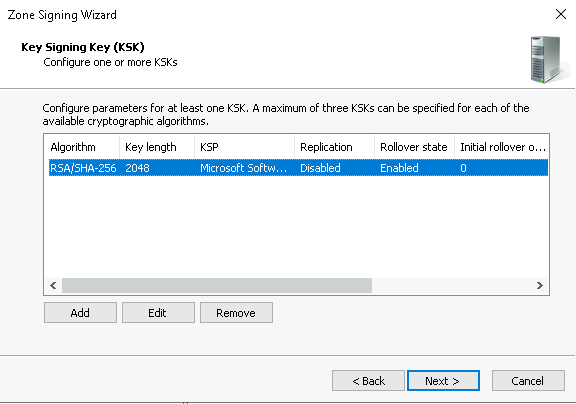 Zone Signing Wizard
Key Signing Key (KSK)
Configure one or more KSKs
Configure parameters for at least one KSK. A maximum of three KSKs can be specified for each of the
available cryptographic algorithms.
Algorithm Key length KSP Replication Rollover state Initial rollover o...
RSA/SHA-256 2048 Microsoft Softw... Disabled Enabled 0
Add Edit Remove
< Back Next > Cancel